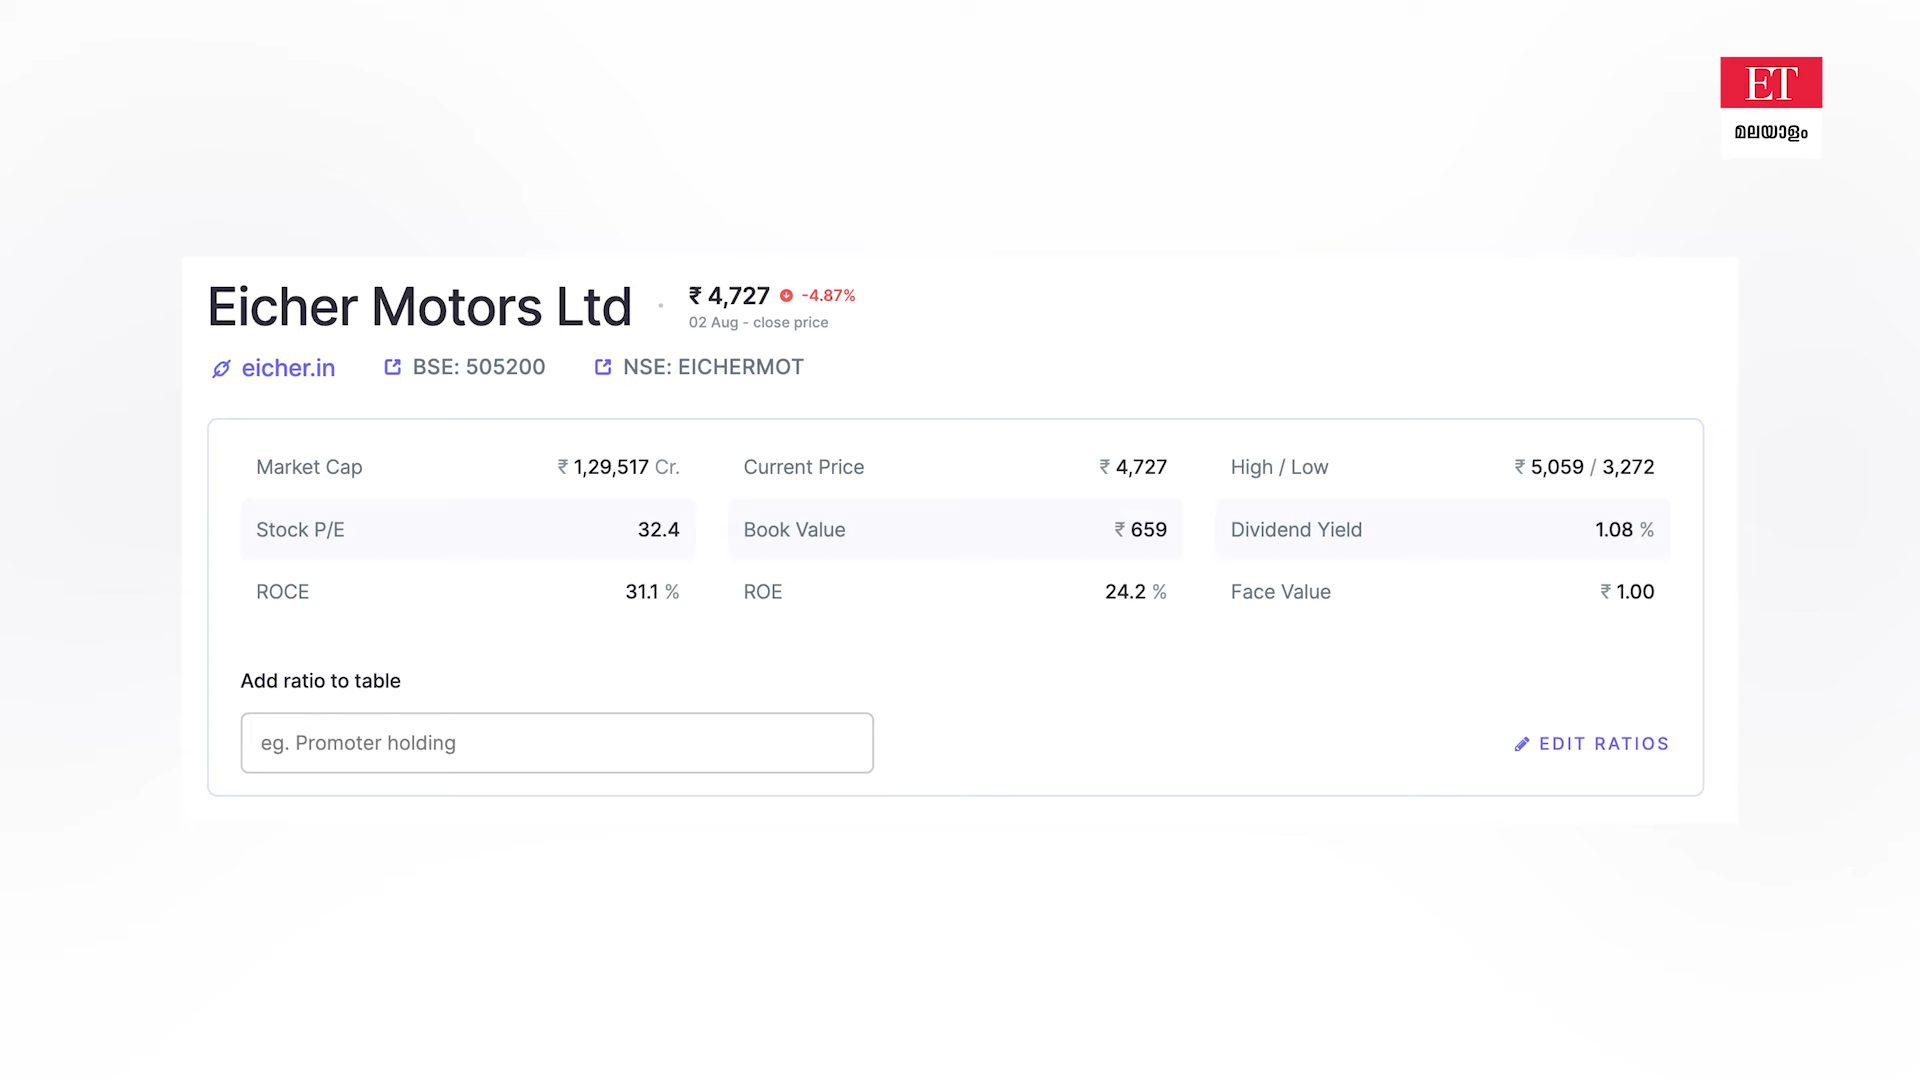 ET
മലയാളം
Eicher Motors Ltd
₹ 4,727 -4.87%
02 Aug - close price
eicher.in BSE: 505200 NSE: EICHERMOT
Market Cap ₹ 1,29,517 Cr. Current Price ₹ 4,727 High / Low ₹ 5,059 / 3,272
Stock P/E 32.4 Book Value ₹ 659 Dividend Yield 1.08 %
ROCE 31.1 % ROE 24.2 % Face Value ₹ 1.00
Add ratio to table
eg. Promoter holding
EDIT RATIOS